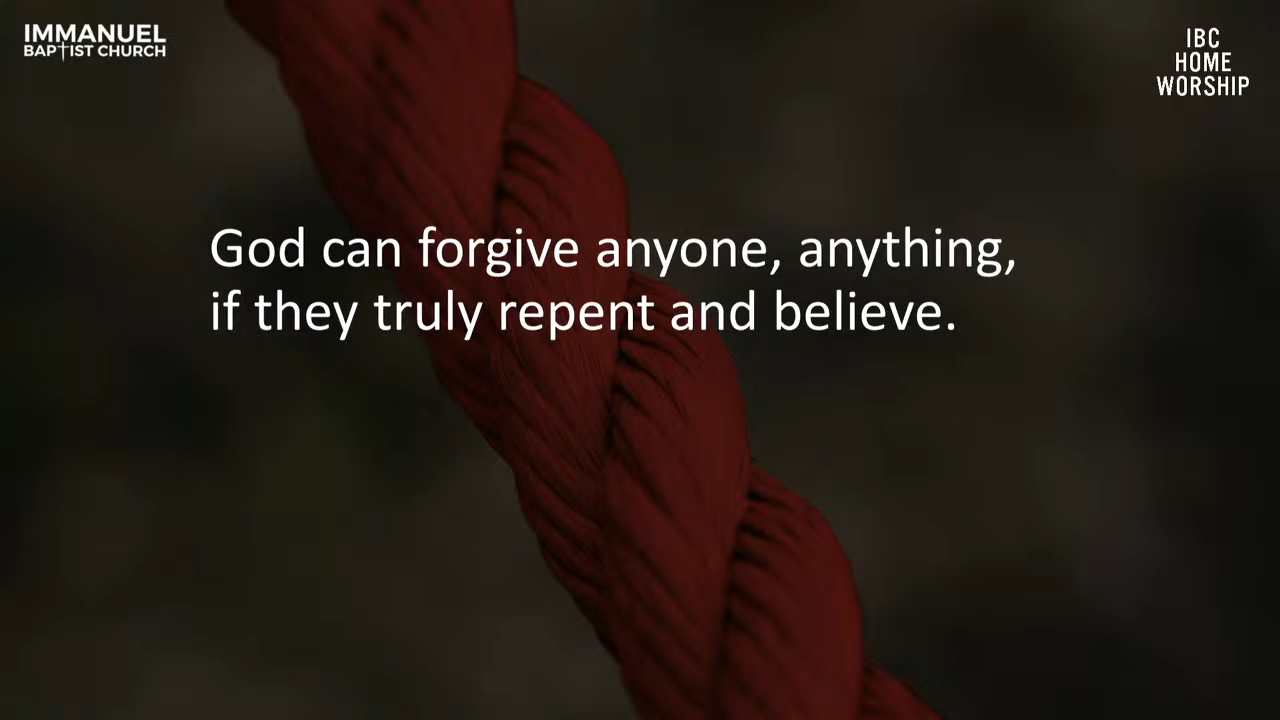 IMMANUEL
BAPTIST CHURCH
IBC
HOME
WORSHIP
God can forgive anyone, anything,
if they truly repent and believe.